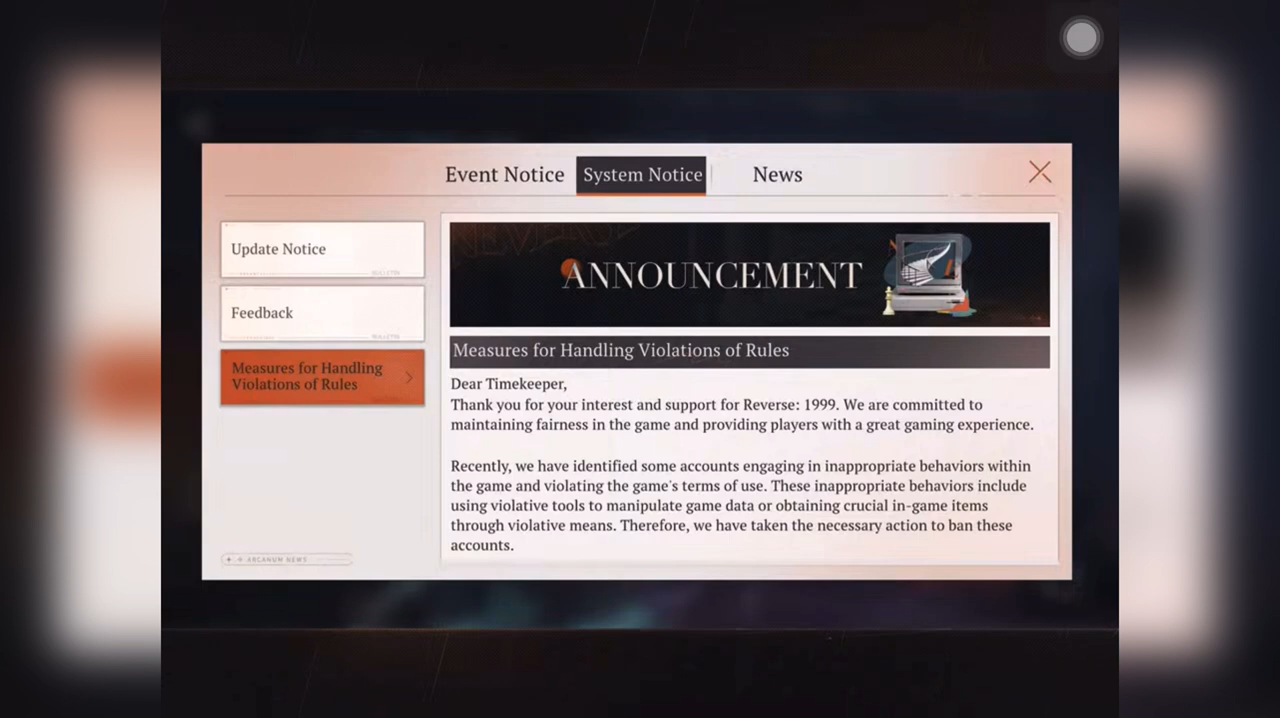 Event Notice
System Notice
News
Update Notice
BULLETIN
Feedback
BULLETIN
Measures for Handling
Violations of Rules
ARCANUM NEWS
ANNOUNCEMENT
Measures for Handling Violations of Rules
Dear Timekeeper,
Thank you for your interest and support for Reverse: 1999. We are committed to
maintaining fairness in the game and providing players with a great gaming experience.
Recently, we have identified some accounts engaging in inappropriate behaviors within
the game and violating the game's terms of use. These inappropriate behaviors include
using violative tools to manipulate game data or obtaining crucial in-game items
through violative means. Therefore, we have taken the necessary action to ban these
accounts.